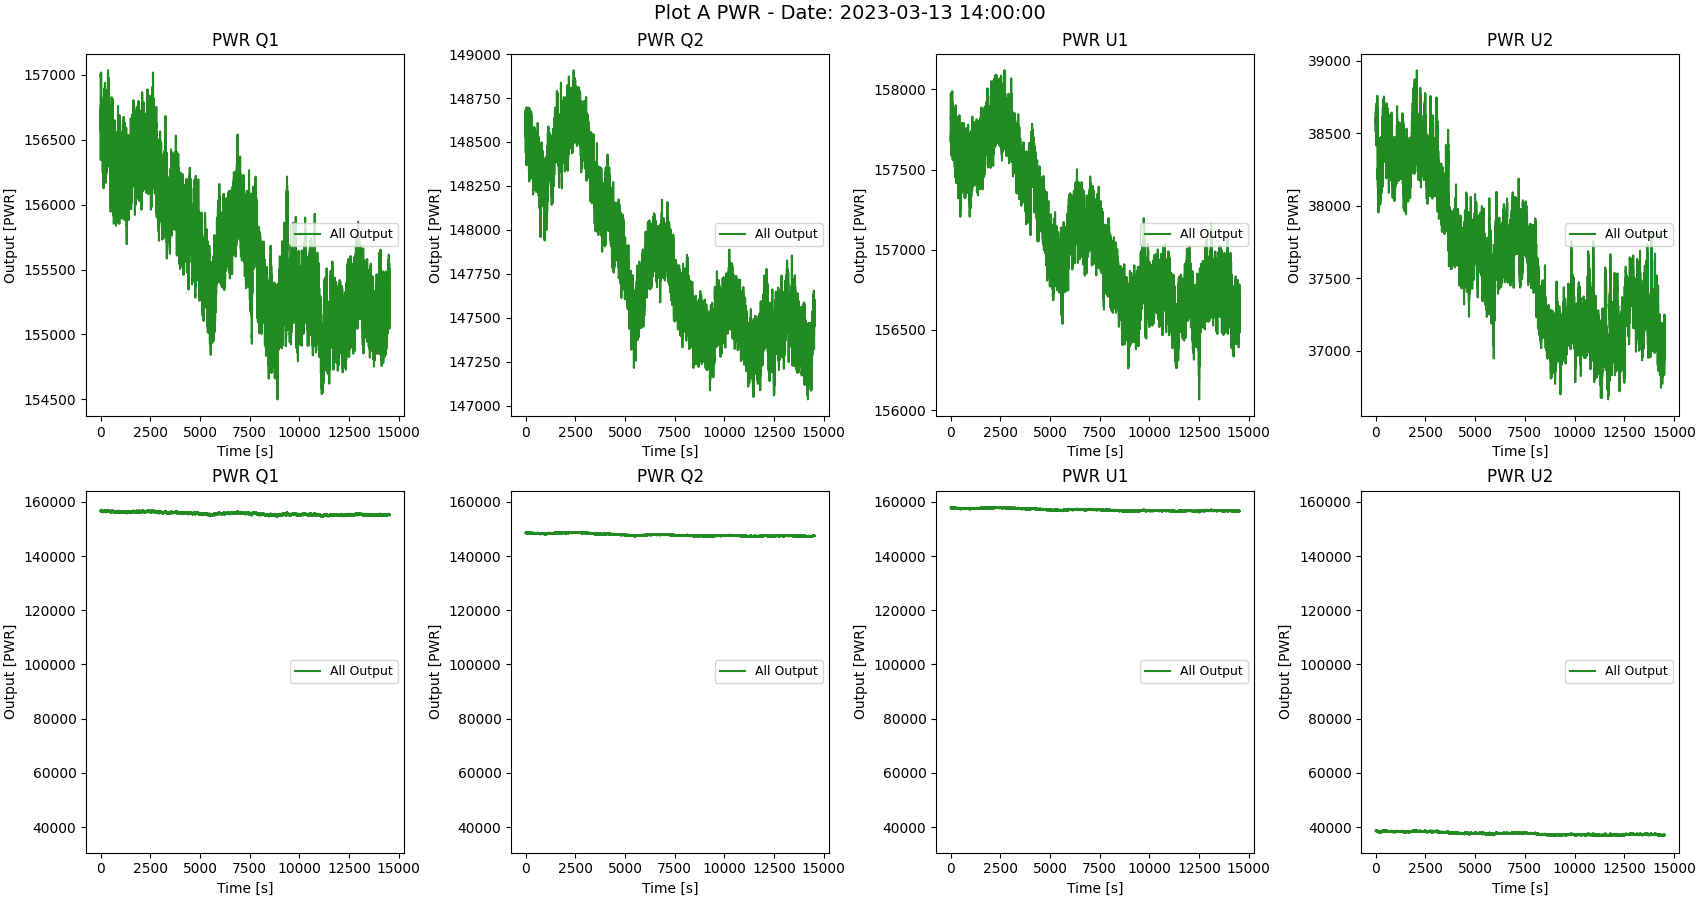 Plot A PWR - Date: 2023-03-13 14:00:00
PWR Q1
157000
156500
156000
155500
155000
154500
Output [PWR]
All Output
0 2500 5000 7500 10000 12500 15000
Time [s]
PWR Q2
149000
148750
148500
148250
148000
147750
147500
147250
147000
Output [PWR]
All Output
0 2500 5000 7500 10000 12500 15000
Time [s]
PWR U1
158000
157500
157000
156500
156000
Output [PWR]
All Output
0 2500 5000 7500 10000 12500 15000
Time [s]
PWR U2
39000
38500
38000
37500
37000
Output [PWR]
All Output
0 2500 5000 7500 10000 12500 15000
Time [s]
PWR Q1
160000
140000
120000
100000
80000
60000
40000
Output [PWR]
All Output
0 2500 5000 7500 10000 12500 15000
Time [s]
PWR Q2
160000
140000
120000
100000
80000
60000
40000
Output [PWR]
All Output
0 2500 5000 7500 10000 12500 15000
Time [s]
PWR U1
160000
140000
120000
100000
80000
60000
40000
Output [PWR]
All Output
0 2500 5000 7500 10000 12500 15000
Time [s]
PWR U2
160000
140000
120000
100000
80000
60000
40000
Output [PWR]
All Output
0 2500 5000 7500 10000 12500 15000
Time [s]